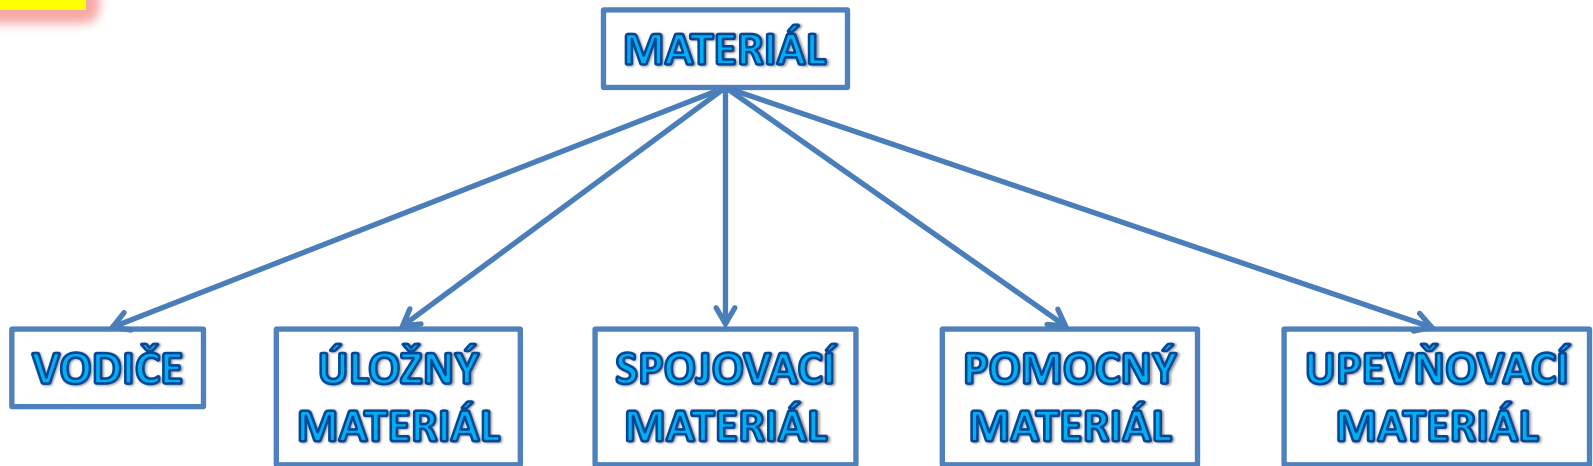 MATERIÁL
VODIČE
ÚLOŽNÝ
MATERIÁL
SPOJOVACÍ
MATERIÁL
POMOCNÝ
MATERIÁL
UPEVŇOVACÍ
MATERIÁL